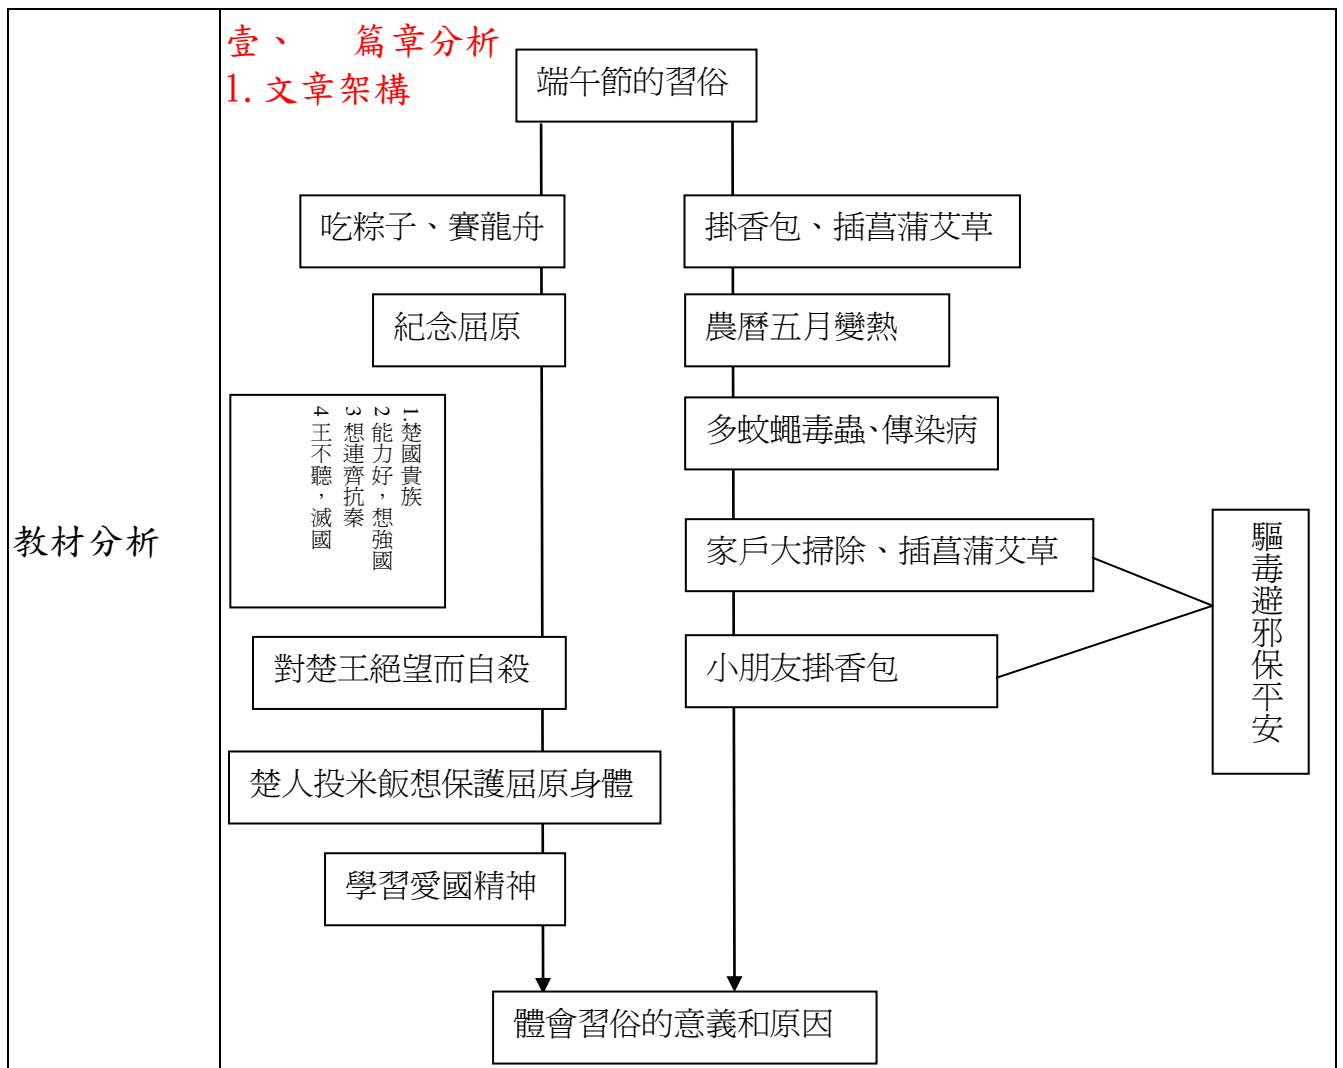 教材分析
壹、 篇章分析
1.文章架構
端午節的習俗
吃粽子、賽龍舟
紀念屈原
1.楚國貴族
2 能力好，想強國
3 想連齊抗秦
4 王不聽，滅國
對楚王絕望而自殺
楚人投米飯想保護屈原身體
學習愛國精神
掛香包、插菖蒲艾草
農曆五月變熱
多蚊蠅毒蟲、傳染病
家戶大掃除、插菖蒲艾草
小朋友掛香包
驅毒避邪保平安
體會習俗的意義和原因